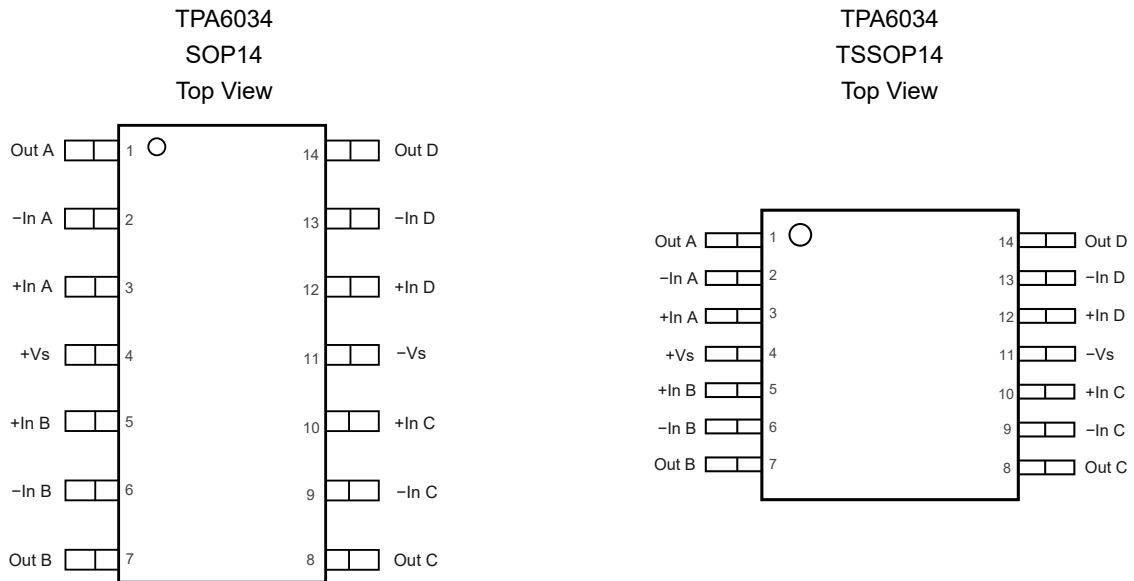 TPA6034
SOP14
Top View
Out A 1 14 Out D
−In A 2 13 −In D
+In A 3 12 +In D
+Vs 4 11 −Vs
+In B 5 10 +In C
−In B 6 9 −In C
Out B 7 8 Out C
TPA6034
TSSOP14
Top View
Out A 1 14 Out D
−In A 2 13 −In D
+In A 3 12 +In D
+Vs 4 11 −Vs
+In B 5 10 +In C
−In B 6 9 −In C
Out B 7 8 Out C